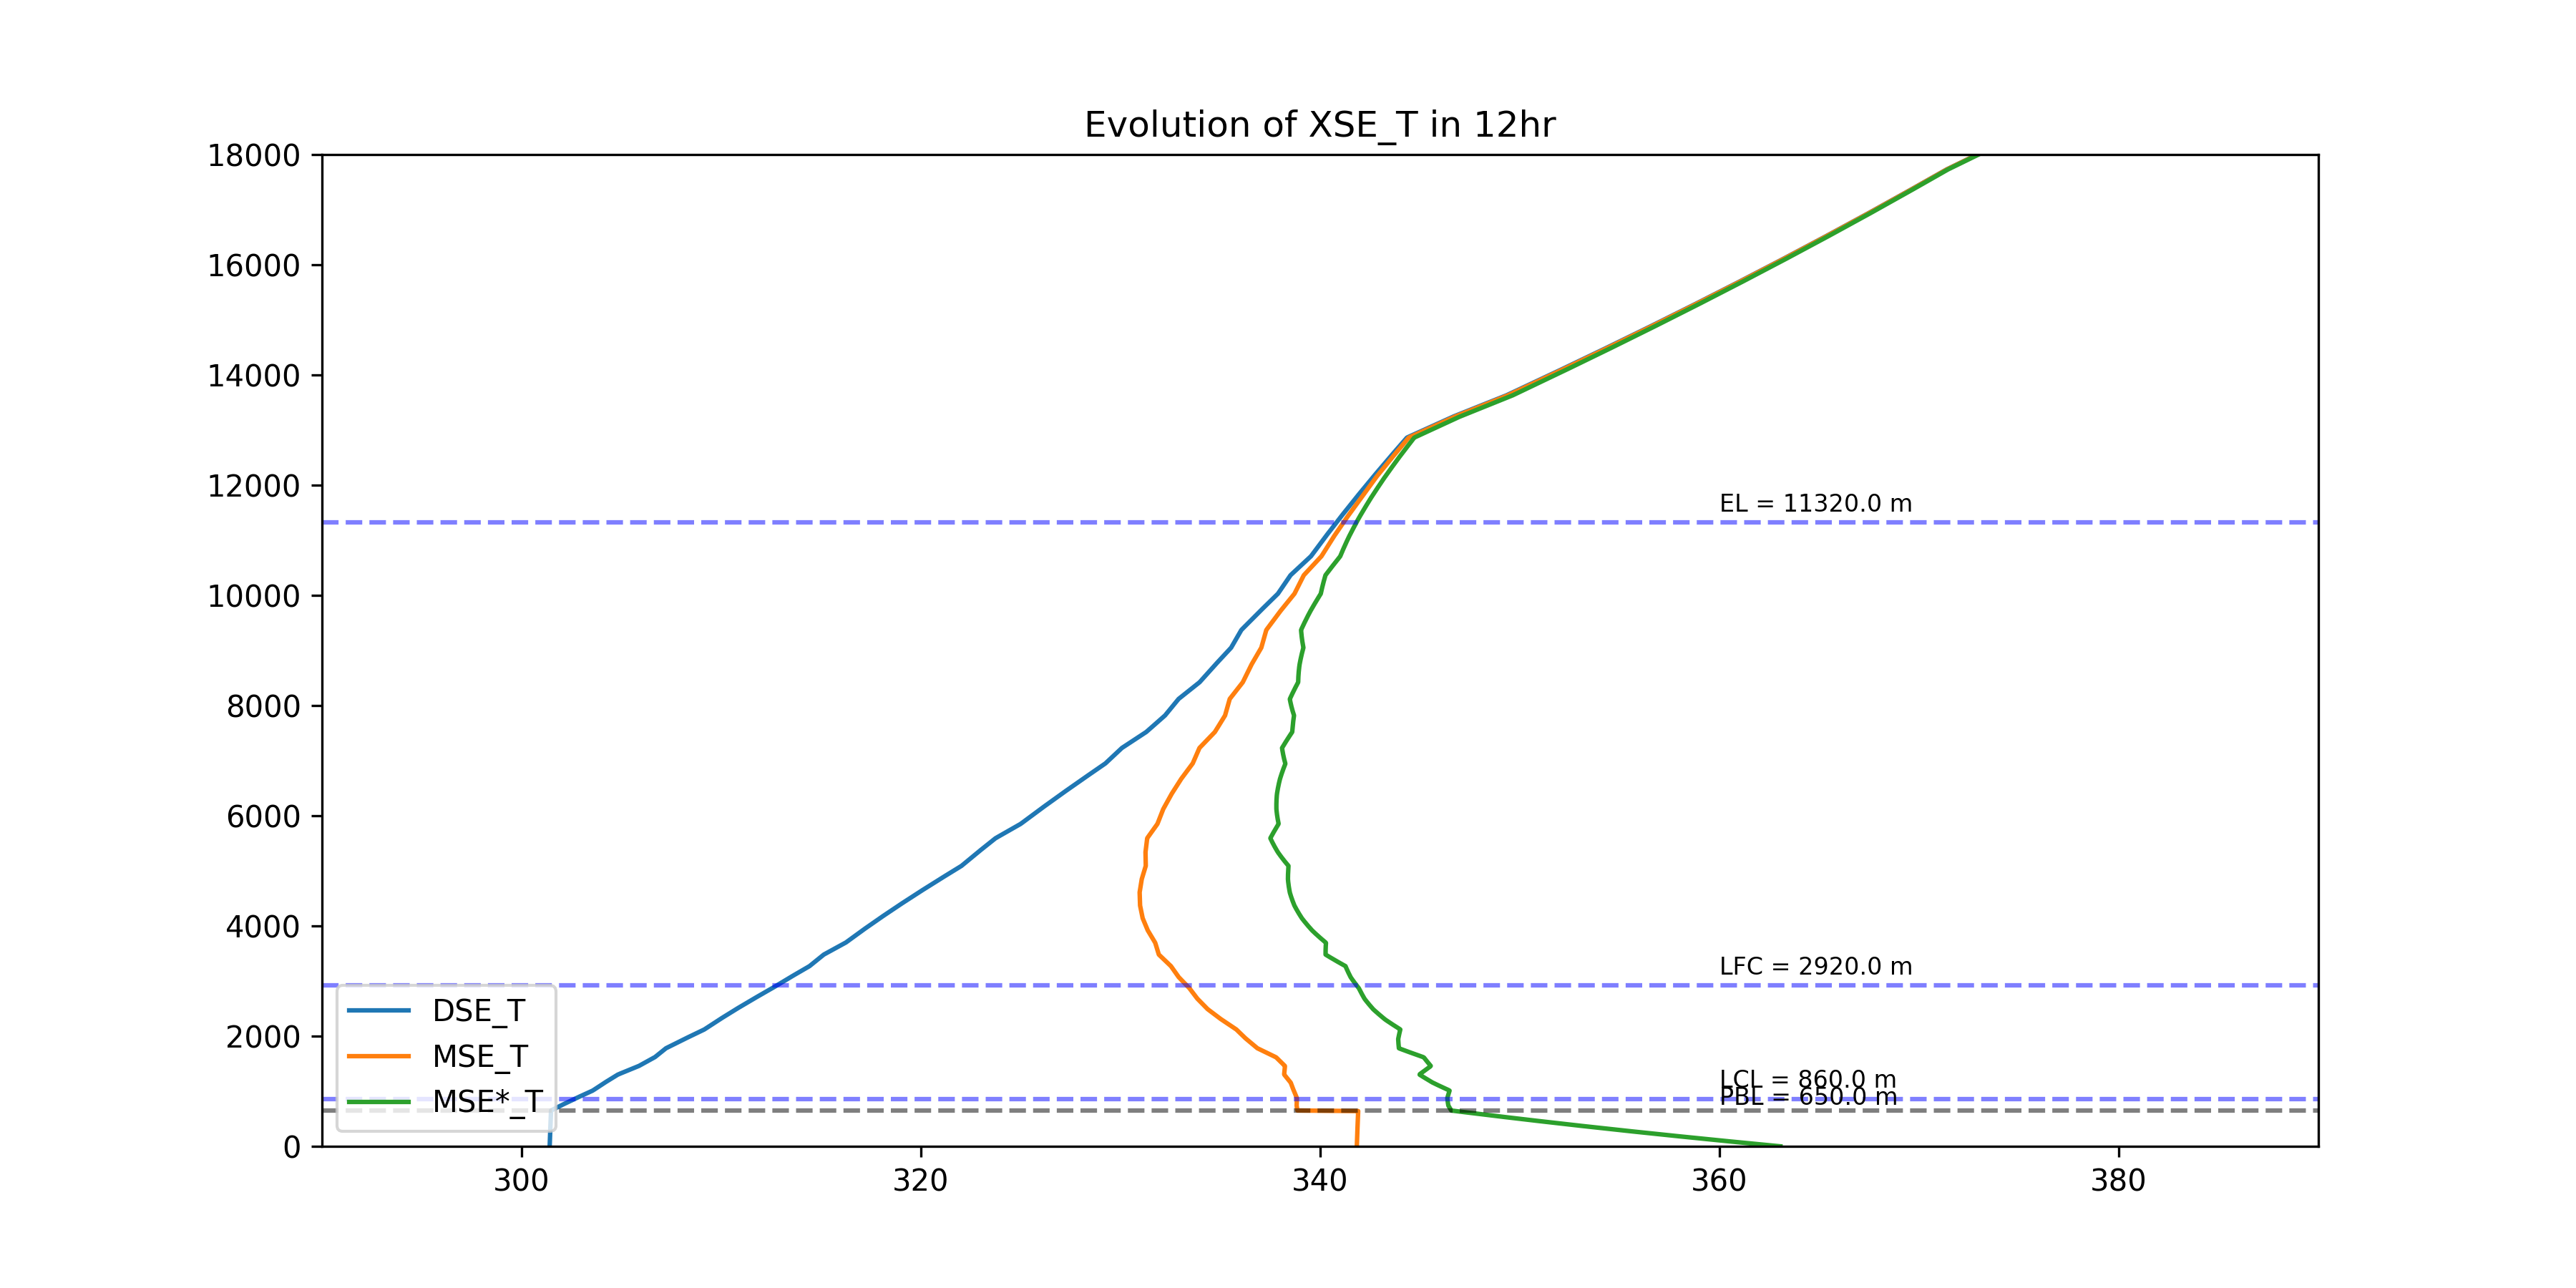 Evolution of XSE_T in 12hr
18000
16000
14000
12000
10000
8000
6000
4000
2000
0
EL = 11320.0 m
LFC = 2920.0 m
LCL = 860.0 m
PBL = 650.0 m
DSE_T
MSE_T
MSE*_T
300 320 340 360 380